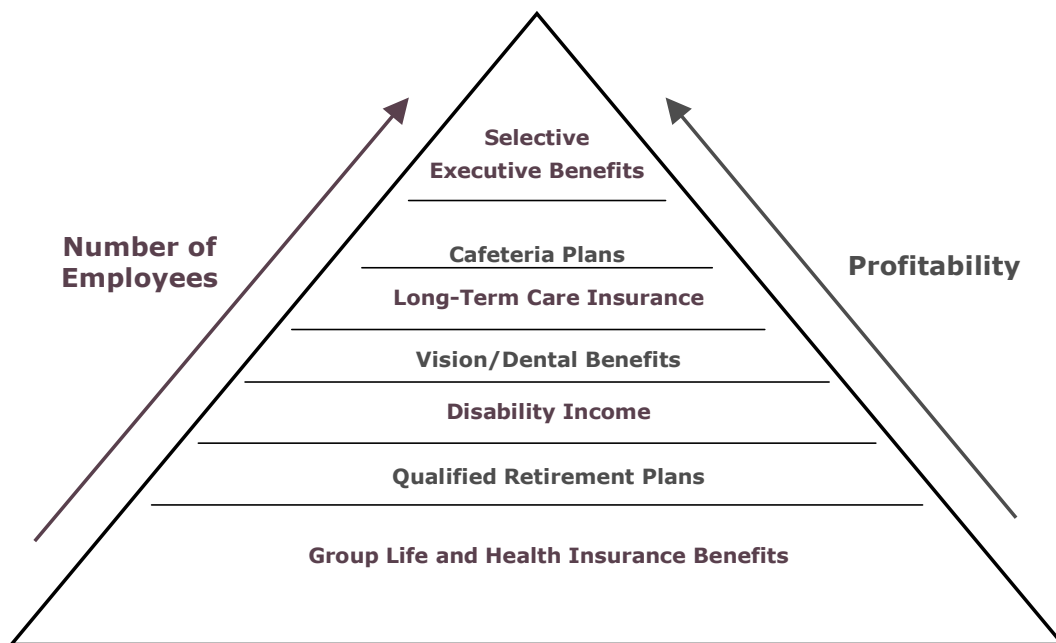 Selective
Executive Benefits
Number of
Employees
Cafeteria Plans
Profitability
Long-Term Care Insurance
Vision/Dental Benefits
Disability Income
Qualified Retirement Plans
Group Life and Health Insurance Benefits